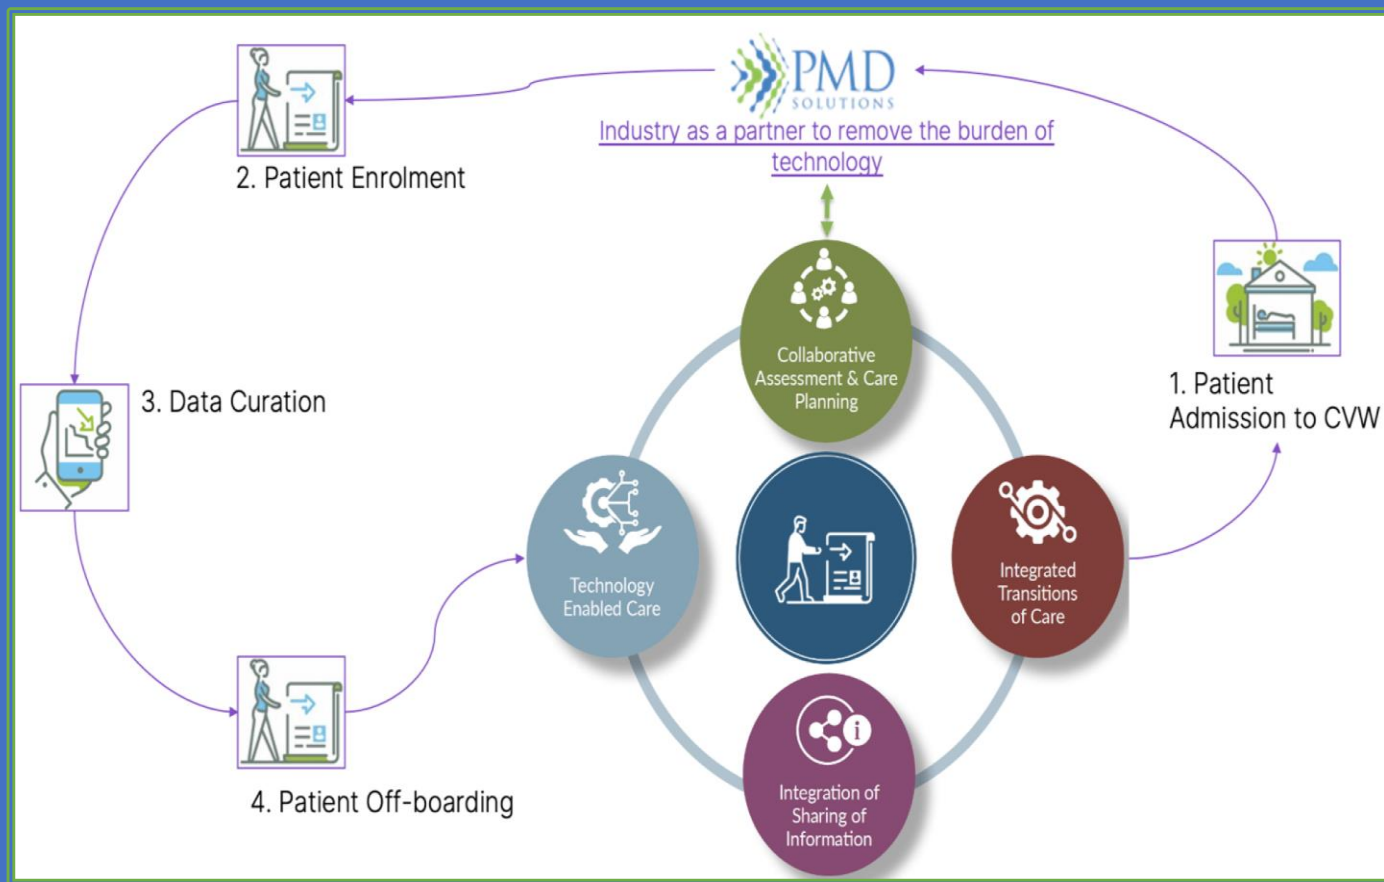 PMD
SOLUTIONS
Industry as a partner to remove the burden of
technology
2. Patient Enrolment
1. Patient
Admission to CVW
3. Data Curation
4. Patient Off-boarding
Collaborative
Assessment & Care
Planning
Technology
Enabled Care
Integrated
Transitions
of Care
i
Integration of
Sharing of
Information